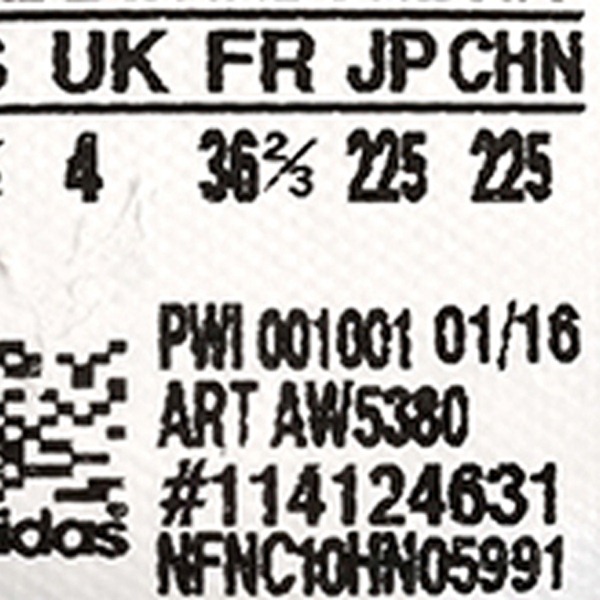 UK FR JP CHN
4 36⅔ 225 225
PWI 001001 01/16
ART AW5380
#114124631
NFNC10HN05991
adidas